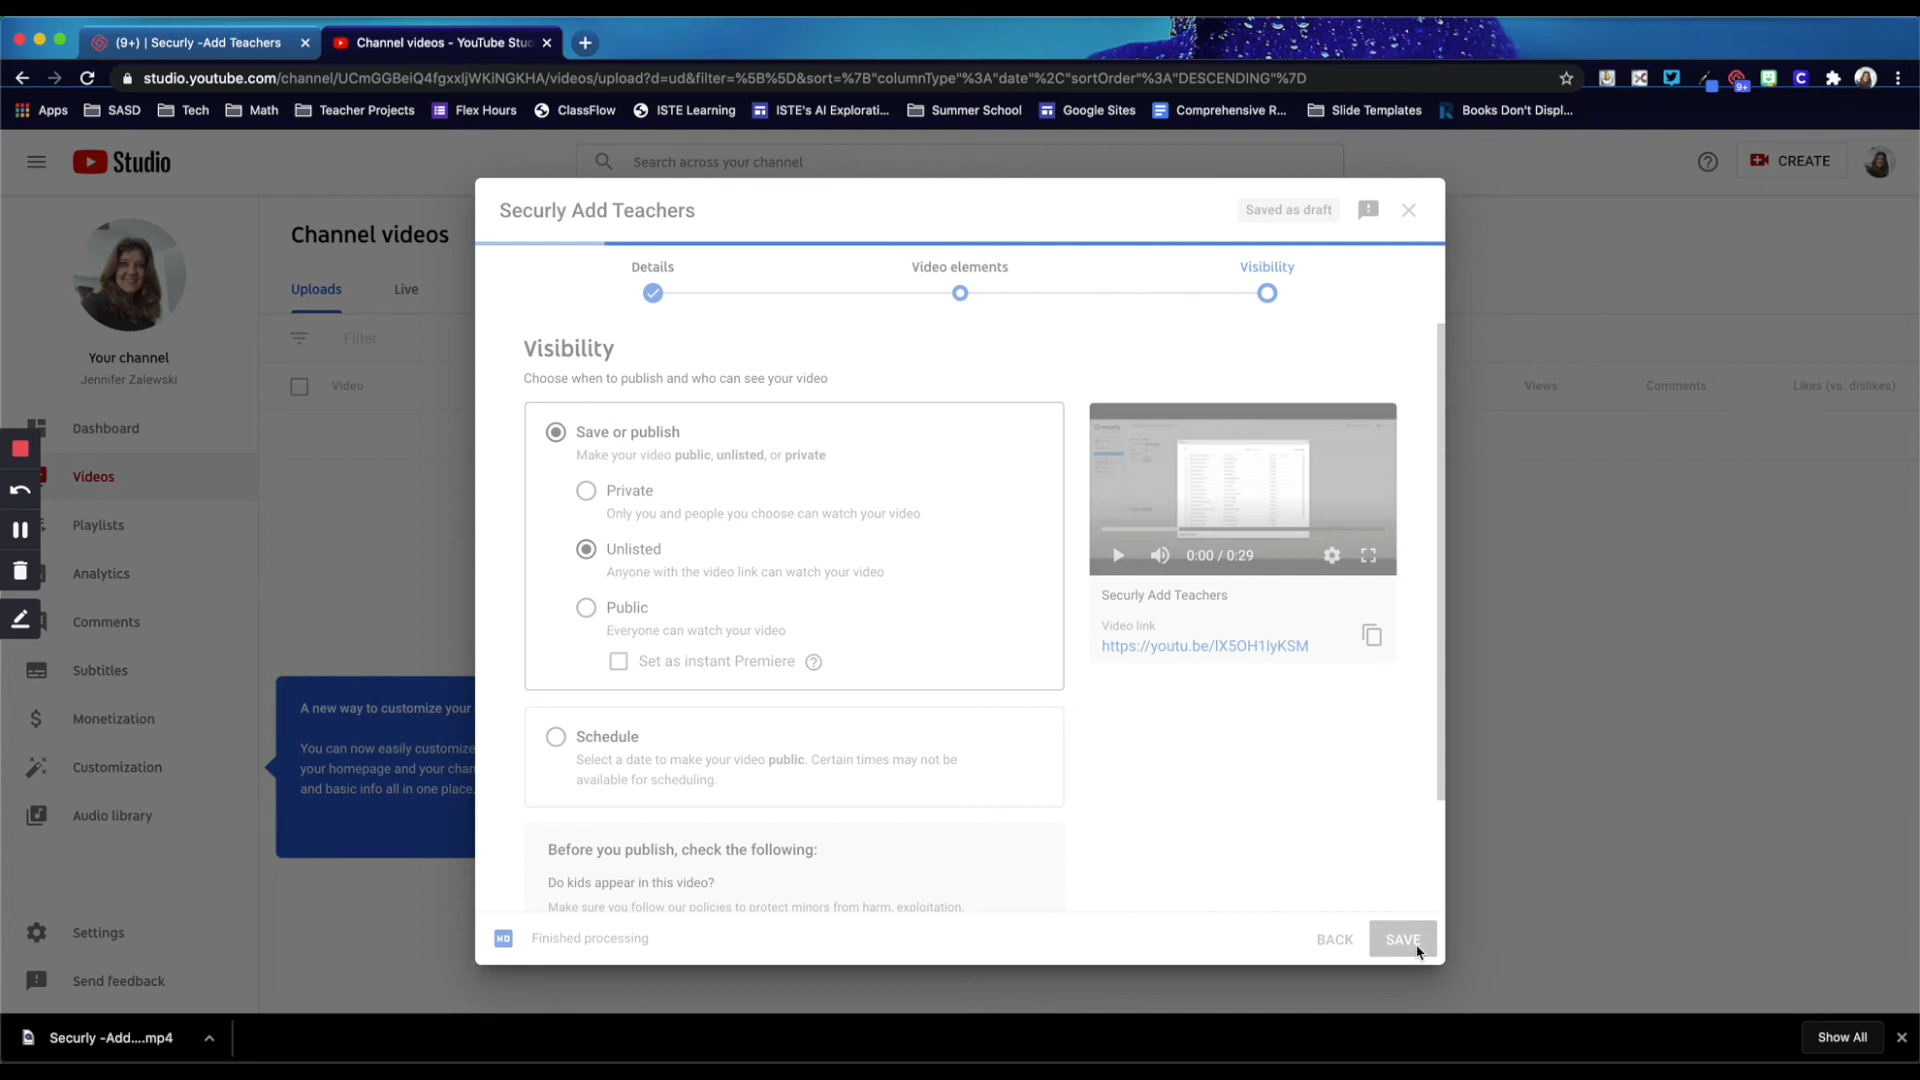 (9+) | Securly -Add Teachers
Channel videos - YouTube Stud
studio.youtube.com/channel/UCmGGBeiQ4fgxxljWKiNGKHA/videos/upload?d=ud&filter=%5B%5D&sort=%7B"columnType"%3A"date"%2C"sortOrder"%3A"DESCENDING"%7D
9+
Apps SASD Tech Math Teacher Projects Flex Hours ClassFlow ISTE Learning ISTE's AI Explorati... Summer School Google Sites Comprehensive R... Slide Templates Books Don't Displ...
Studio
Search across your channel
CREATE
Securly Add Teachers
Saved as draft
Channel videos
Details
Video elements
Visibility
Uploads
Live
Filter
Your channel
Jennifer Zalewski
Video
Views
Comments
Likes (vs. dislikes)
Dashboard
Videos
Playlists
Analytics
Comments
Subtitles
Monetization
Customization
Audio library
Settings
Send feedback
A new way to customize your
You can now easily customize
your homepage and your chan
and basic info all in one place.
Visibility
Choose when to publish and who can see your video
Save or publish
Make your video public, unlisted, or private
Private
Only you and people you choose can watch your video
Unlisted
Anyone with the video link can watch your video
Public
Everyone can watch your video
Set as instant Premiere
Schedule
Select a date to make your video public. Certain times may not be
available for scheduling.
Before you publish, check the following:
Do kids appear in this video?
Make sure you follow our policies to protect minors from harm, exploitation,
0:00 / 0:29
Securly Add Teachers
Video link
https://youtu.be/lX5OH1lyKSM
HD
Finished processing
BACK
SAVE
Securly -Add....mp4
Show All